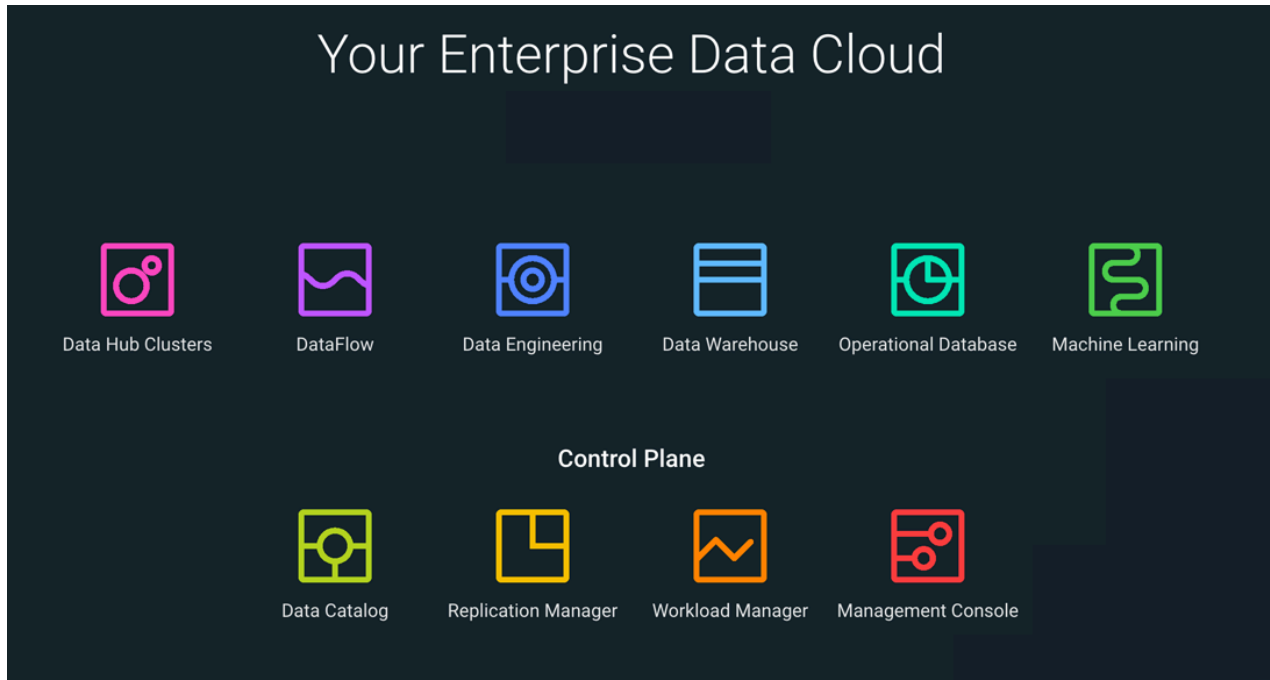 Your Enterprise Data Cloud
Data Hub Clusters
DataFlow
Data Engineering
Data Warehouse
Operational Database
Machine Learning
Control Plane
Data Catalog
Replication Manager
Workload Manager
Management Console